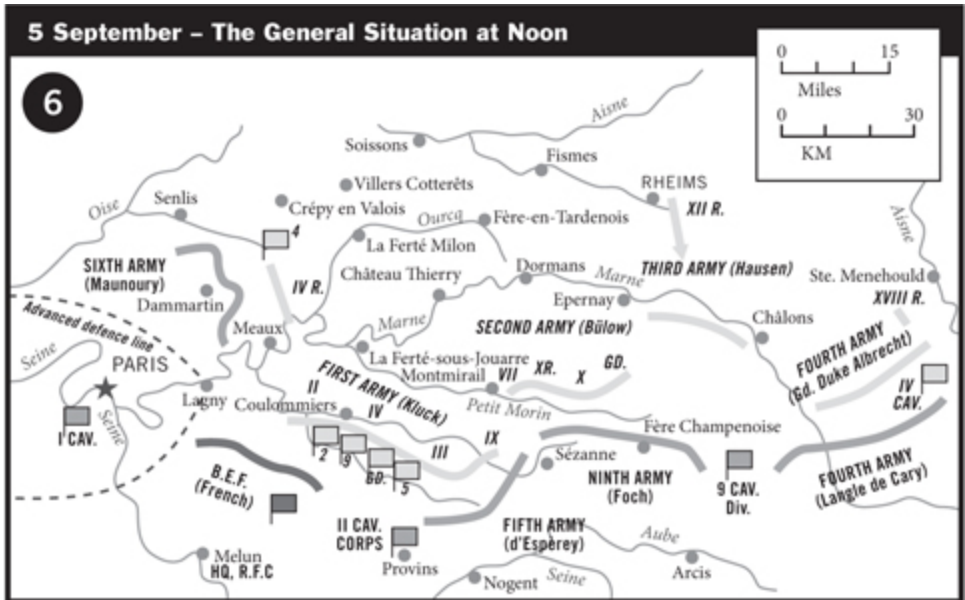 5 September – The General Situation at Noon
6
0 15
Miles
0 30
KM
Aisne
Soissons
Fismes
Villers Cotterêts
RHEIMS
XII R.
Senlis
Oise
Crépy en Valois
Ourcq
Fère-en-Tardenois
Aisne
4
La Ferté Milon
SIXTH ARMY
(Maunoury)
IV R.
Château Thierry
Dormans
Marne
THIRD ARMY (Hausen)
Ste. Menehould
Dammartin
Epernay
XVIII R.
Advanced defence line
Meaux
Marne
SECOND ARMY (Bülow)
Châlons
Seine
PARIS
La Ferté-sous-Jouarre
FOURTH ARMY
(Gd. Duke Albrecht)
Montmirail
VII
XR.
X
GD.
FIRST ARMY (Kluck)
II
Lagny
Coulommiers
IV
Petit Morin
IV
CAV.
I CAV.
Seine
Fère Champenoise
IX
III
2
9
GD.
5
Sézanne
B.E.F.
(French)
NINTH ARMY
(Foch)
9 CAV.
Div.
FOURTH ARMY
(Langle de Cary)
II CAV.
CORPS
FIFTH ARMY
(d'Espèrey)
Aube
Melun
HQ, R.F.C
Provins
Arcis
Nogent
Seine